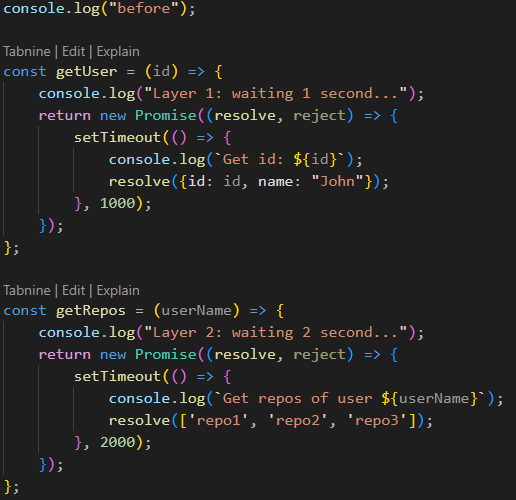 console.log("before");
Tabnine | Edit | Explain
const getUser = (id) => {
    console.log("Layer 1: waiting 1 second...");
    return new Promise((resolve, reject) => {
        setTimeout(() => {
            console.log(`Get id: ${id}`);
            resolve({id: id, name: "John"});
        }, 1000);
    });
};
Tabnine | Edit | Explain
const getRepos = (userName) => {
    console.log("Layer 2: waiting 2 second...");
    return new Promise((resolve, reject) => {
        setTimeout(() => {
            console.log(`Get repos of user ${userName}`);
            resolve(['repo1', 'repo2', 'repo3']);
        }, 2000);
    });
};